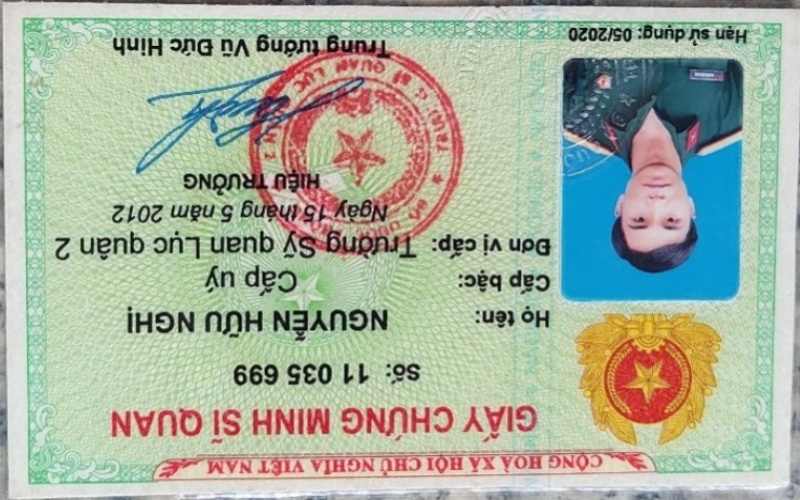 CỘNG HOÀ XÃ HỘI CHỦ NGHĨA VIỆT NAM
GIẤY CHỨNG MINH SĨ QUAN
Số: 11 035 699
Họ tên: NGUYỄN HỮU NGHỊ
Cấp bậc: Cấp uý
Đơn vị cấp: Trường Sỹ quan Lục quân 2
Ngày 15 tháng 5 năm 2012
HIỆU TRƯỞNG
Trung tướng Vũ Đức Hinh
Hạn sử dụng: 05/2020